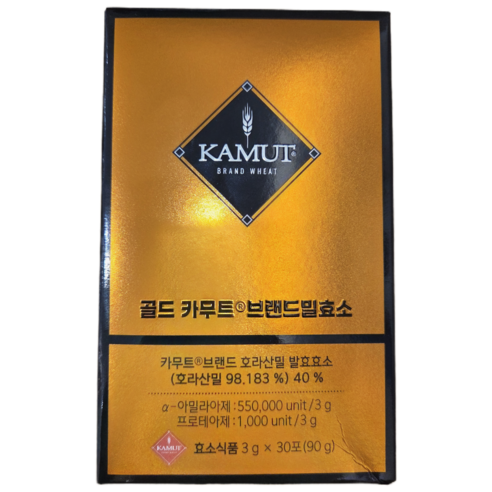 KAMUT®
BRAND WHEAT
골드 카무트®브랜드밀효소
카무트®브랜드 호라산밀 발효효소
(호라산밀 98.183 %) 40 %
α-아밀라아제 : 550,000 unit/3 g
프로테아제 : 1,000 unit/3 g
KAMUT
효소식품 3 g × 30포(90 g)